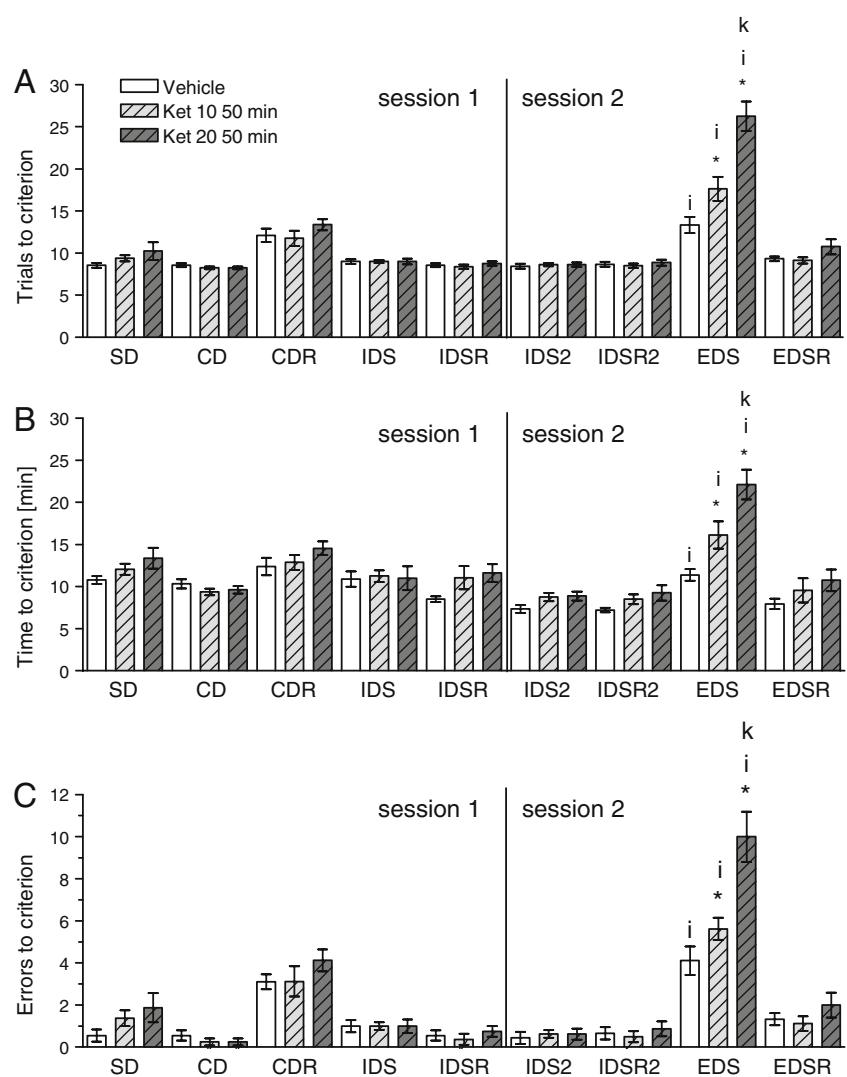 k
i
*
A
30
Vehicle
Ket 10 50 min
Ket 20 50 min
session 1
session 2
i
*
i
25
20
15
10
5
0
Trials to criterion
SD CD CDR IDS IDSR IDS2 IDSR2 EDS EDSR
B
30
session 1
session 2
k
i
*
i
*
i
25
20
15
10
5
0
Time to criterion [min]
SD CD CDR IDS IDSR IDS2 IDSR2 EDS EDSR
k
i
*
C
12
session 1
session 2
i
*
i
10
8
6
4
2
0
Errors to criterion
SD CD CDR IDS IDSR IDS2 IDSR2 EDS EDSR